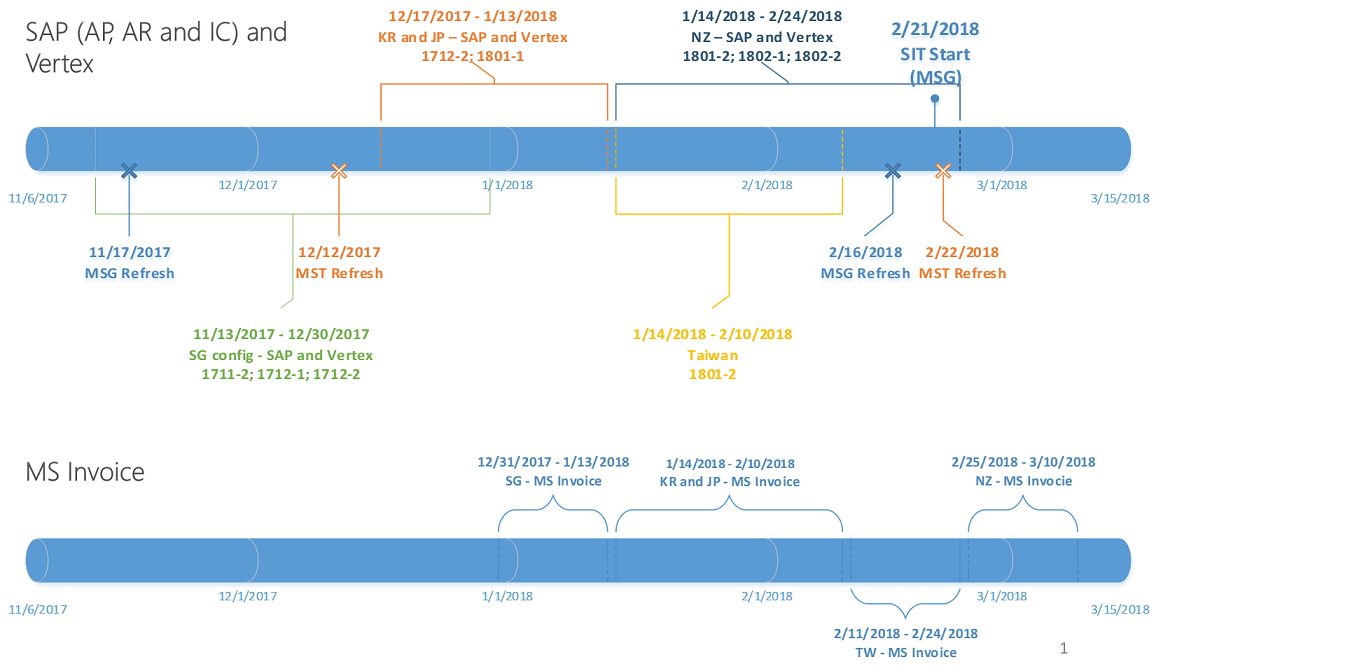 SAP (AP, AR and IC) and
Vertex
12/17/2017 - 1/13/2018
KR and JP – SAP and Vertex
1712-2; 1801-1
1/14/2018 - 2/24/2018
NZ – SAP and Vertex
1801-2; 1802-1; 1802-2
2/21/2018
SIT Start
(MSG)
11/6/2017
12/1/2017
1/1/2018
2/1/2018
3/1/2018
3/15/2018
11/17/2017
MSG Refresh
12/12/2017
MST Refresh
2/16/2018
MSG Refresh
2/22/2018
MST Refresh
11/13/2017 - 12/30/2017
SG config - SAP and Vertex
1711-2; 1712-1; 1712-2
1/14/2018 - 2/10/2018
Taiwan
1801-2
MS Invoice
12/31/2017 - 1/13/2018
SG - MS Invoice
1/14/2018 - 2/10/2018
KR and JP - MS Invoice
2/25/2018 - 3/10/2018
NZ - MS Invocie
11/6/2017
12/1/2017
1/1/2018
2/1/2018
3/1/2018
3/15/2018
2/11/2018 - 2/24/2018
TW - MS Invoice
1